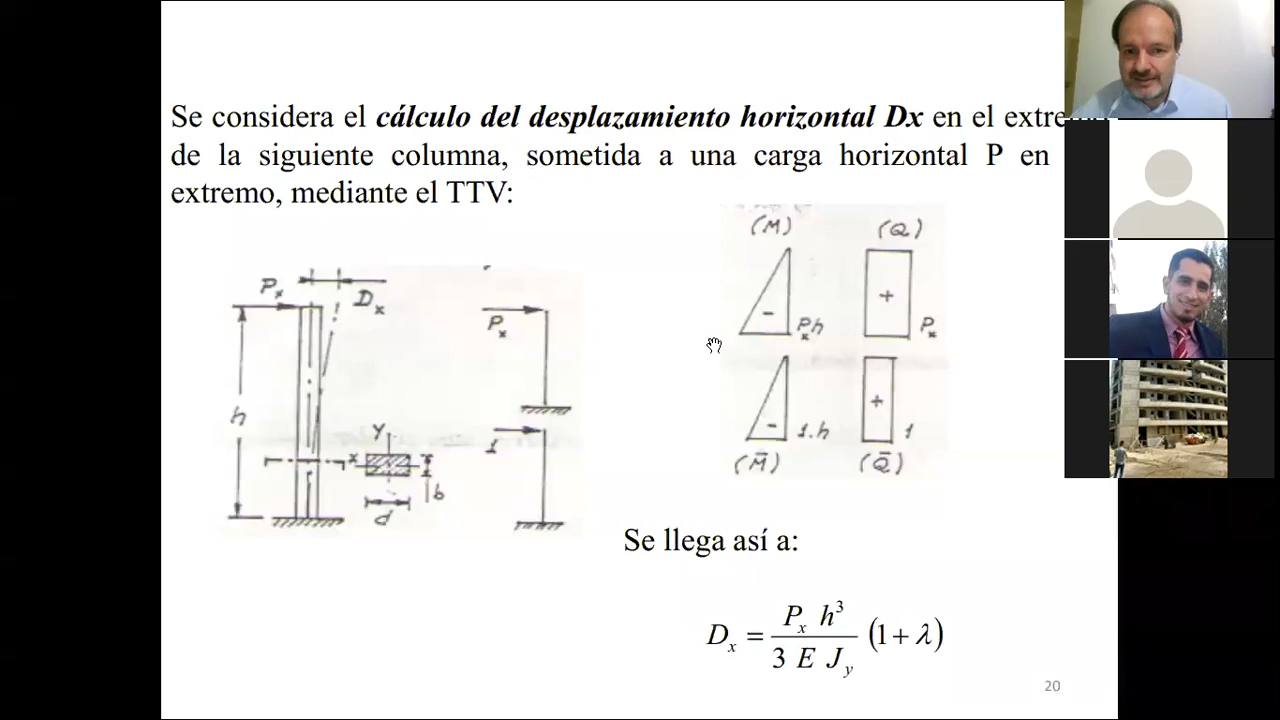 Se considera el cálculo del desplazamiento horizontal Dx en el
de la siguiente columna, sometida a una carga horizontal P en
extremo, mediante el TTV:
(M) (Q)
Px Dx
Px
Px h Px
h
1
Y
x
b
d
1.h 1
(M̄) (Q̄)
Se llega así a:
Dx = Px h³ / 3 E Jy (1 + λ)
20